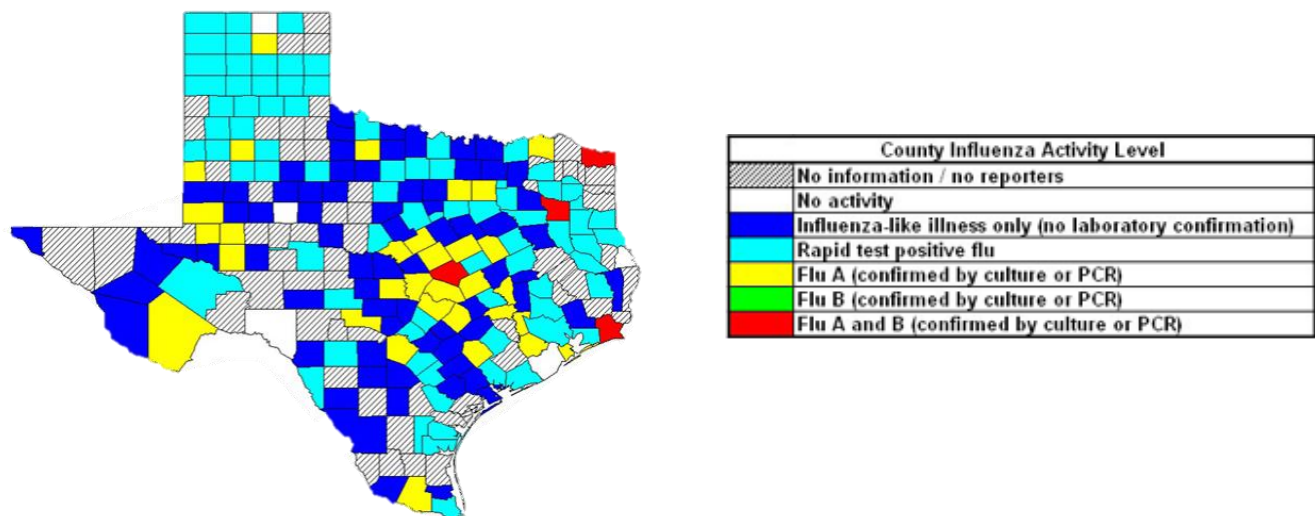 County Influenza Activity Level
No information / no reporters
No activity
Influenza-like illness only (no laboratory confirmation)
Rapid test positive flu
Flu A (confirmed by culture or PCR)
Flu B (confirmed by culture or PCR)
Flu A and B (confirmed by culture or PCR)